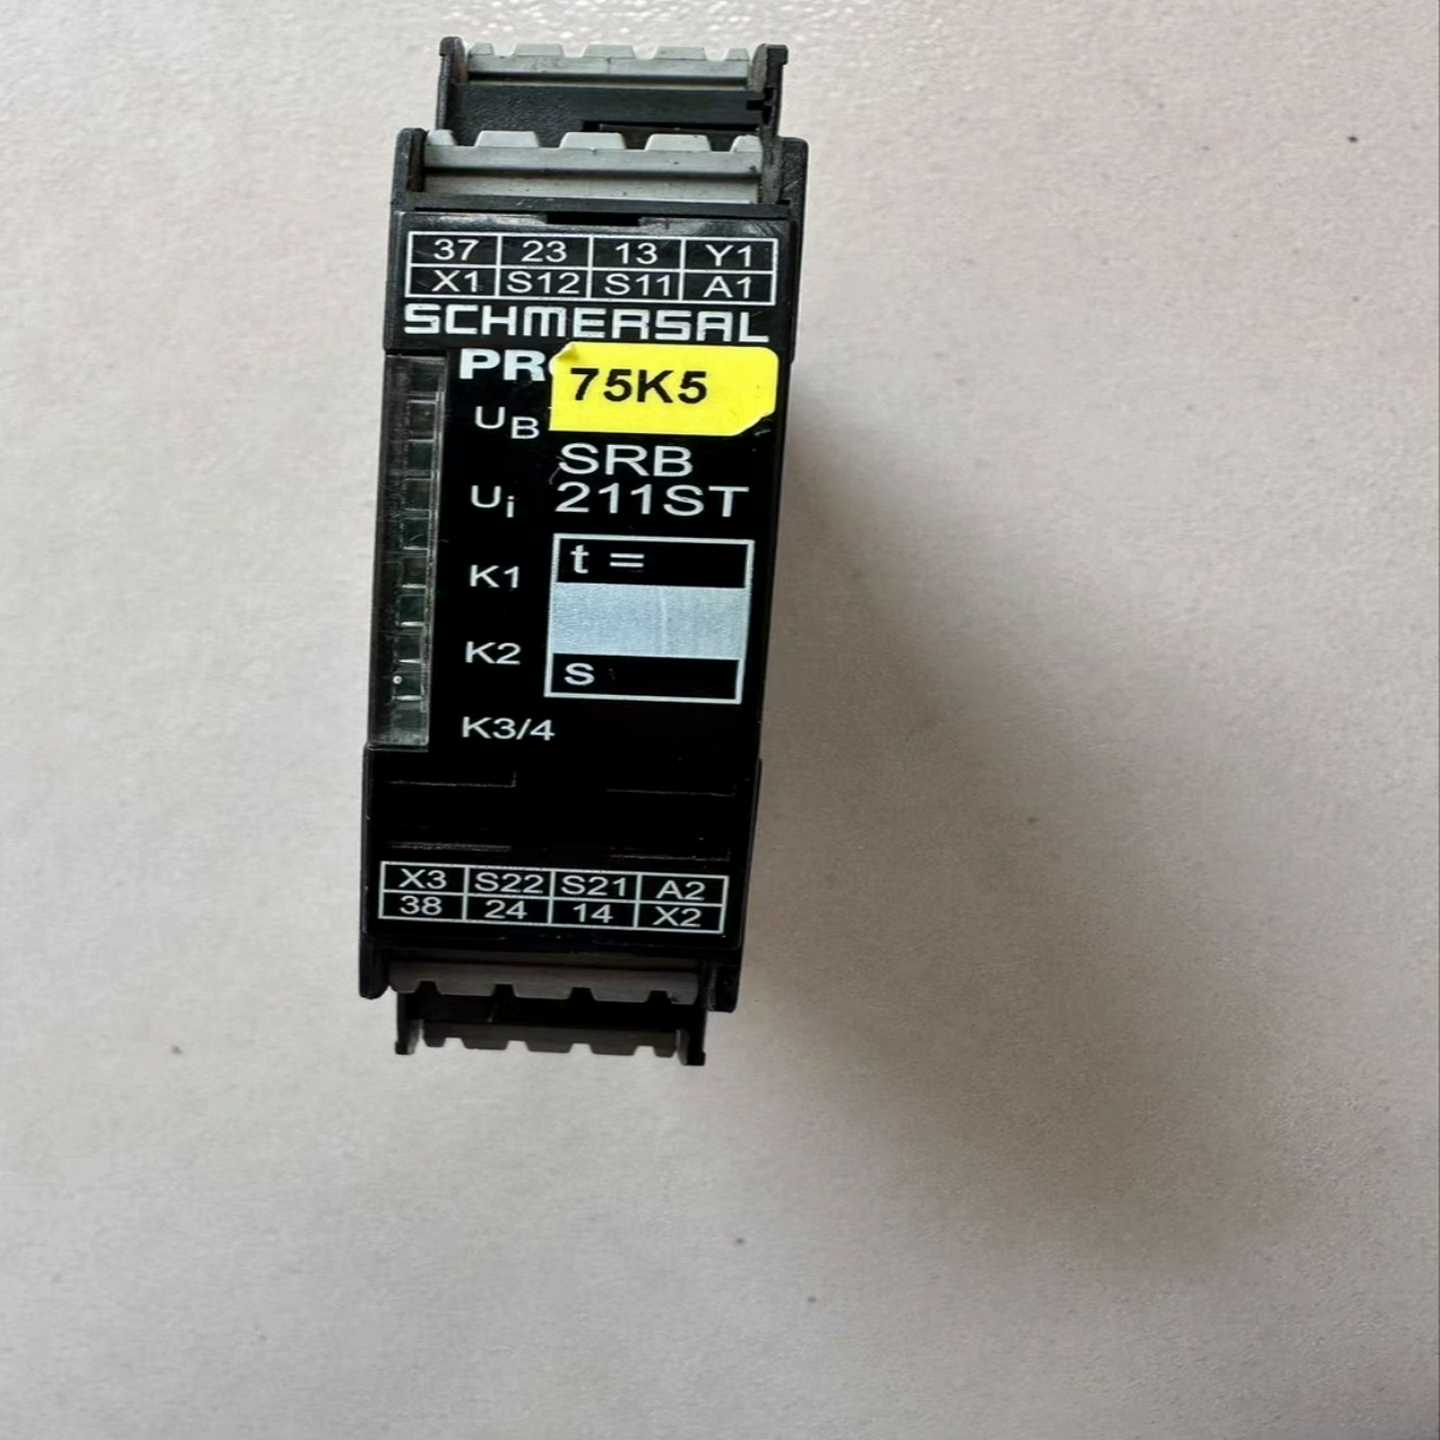 37 23 13 Y1
X1 S12 S11 A1
SCHMERSAL
PR
75K5
UB
SRB
211ST
Ui
t =
K1
K2
s
K3/4
X3 S22 S21 A2
38 24 14 X2